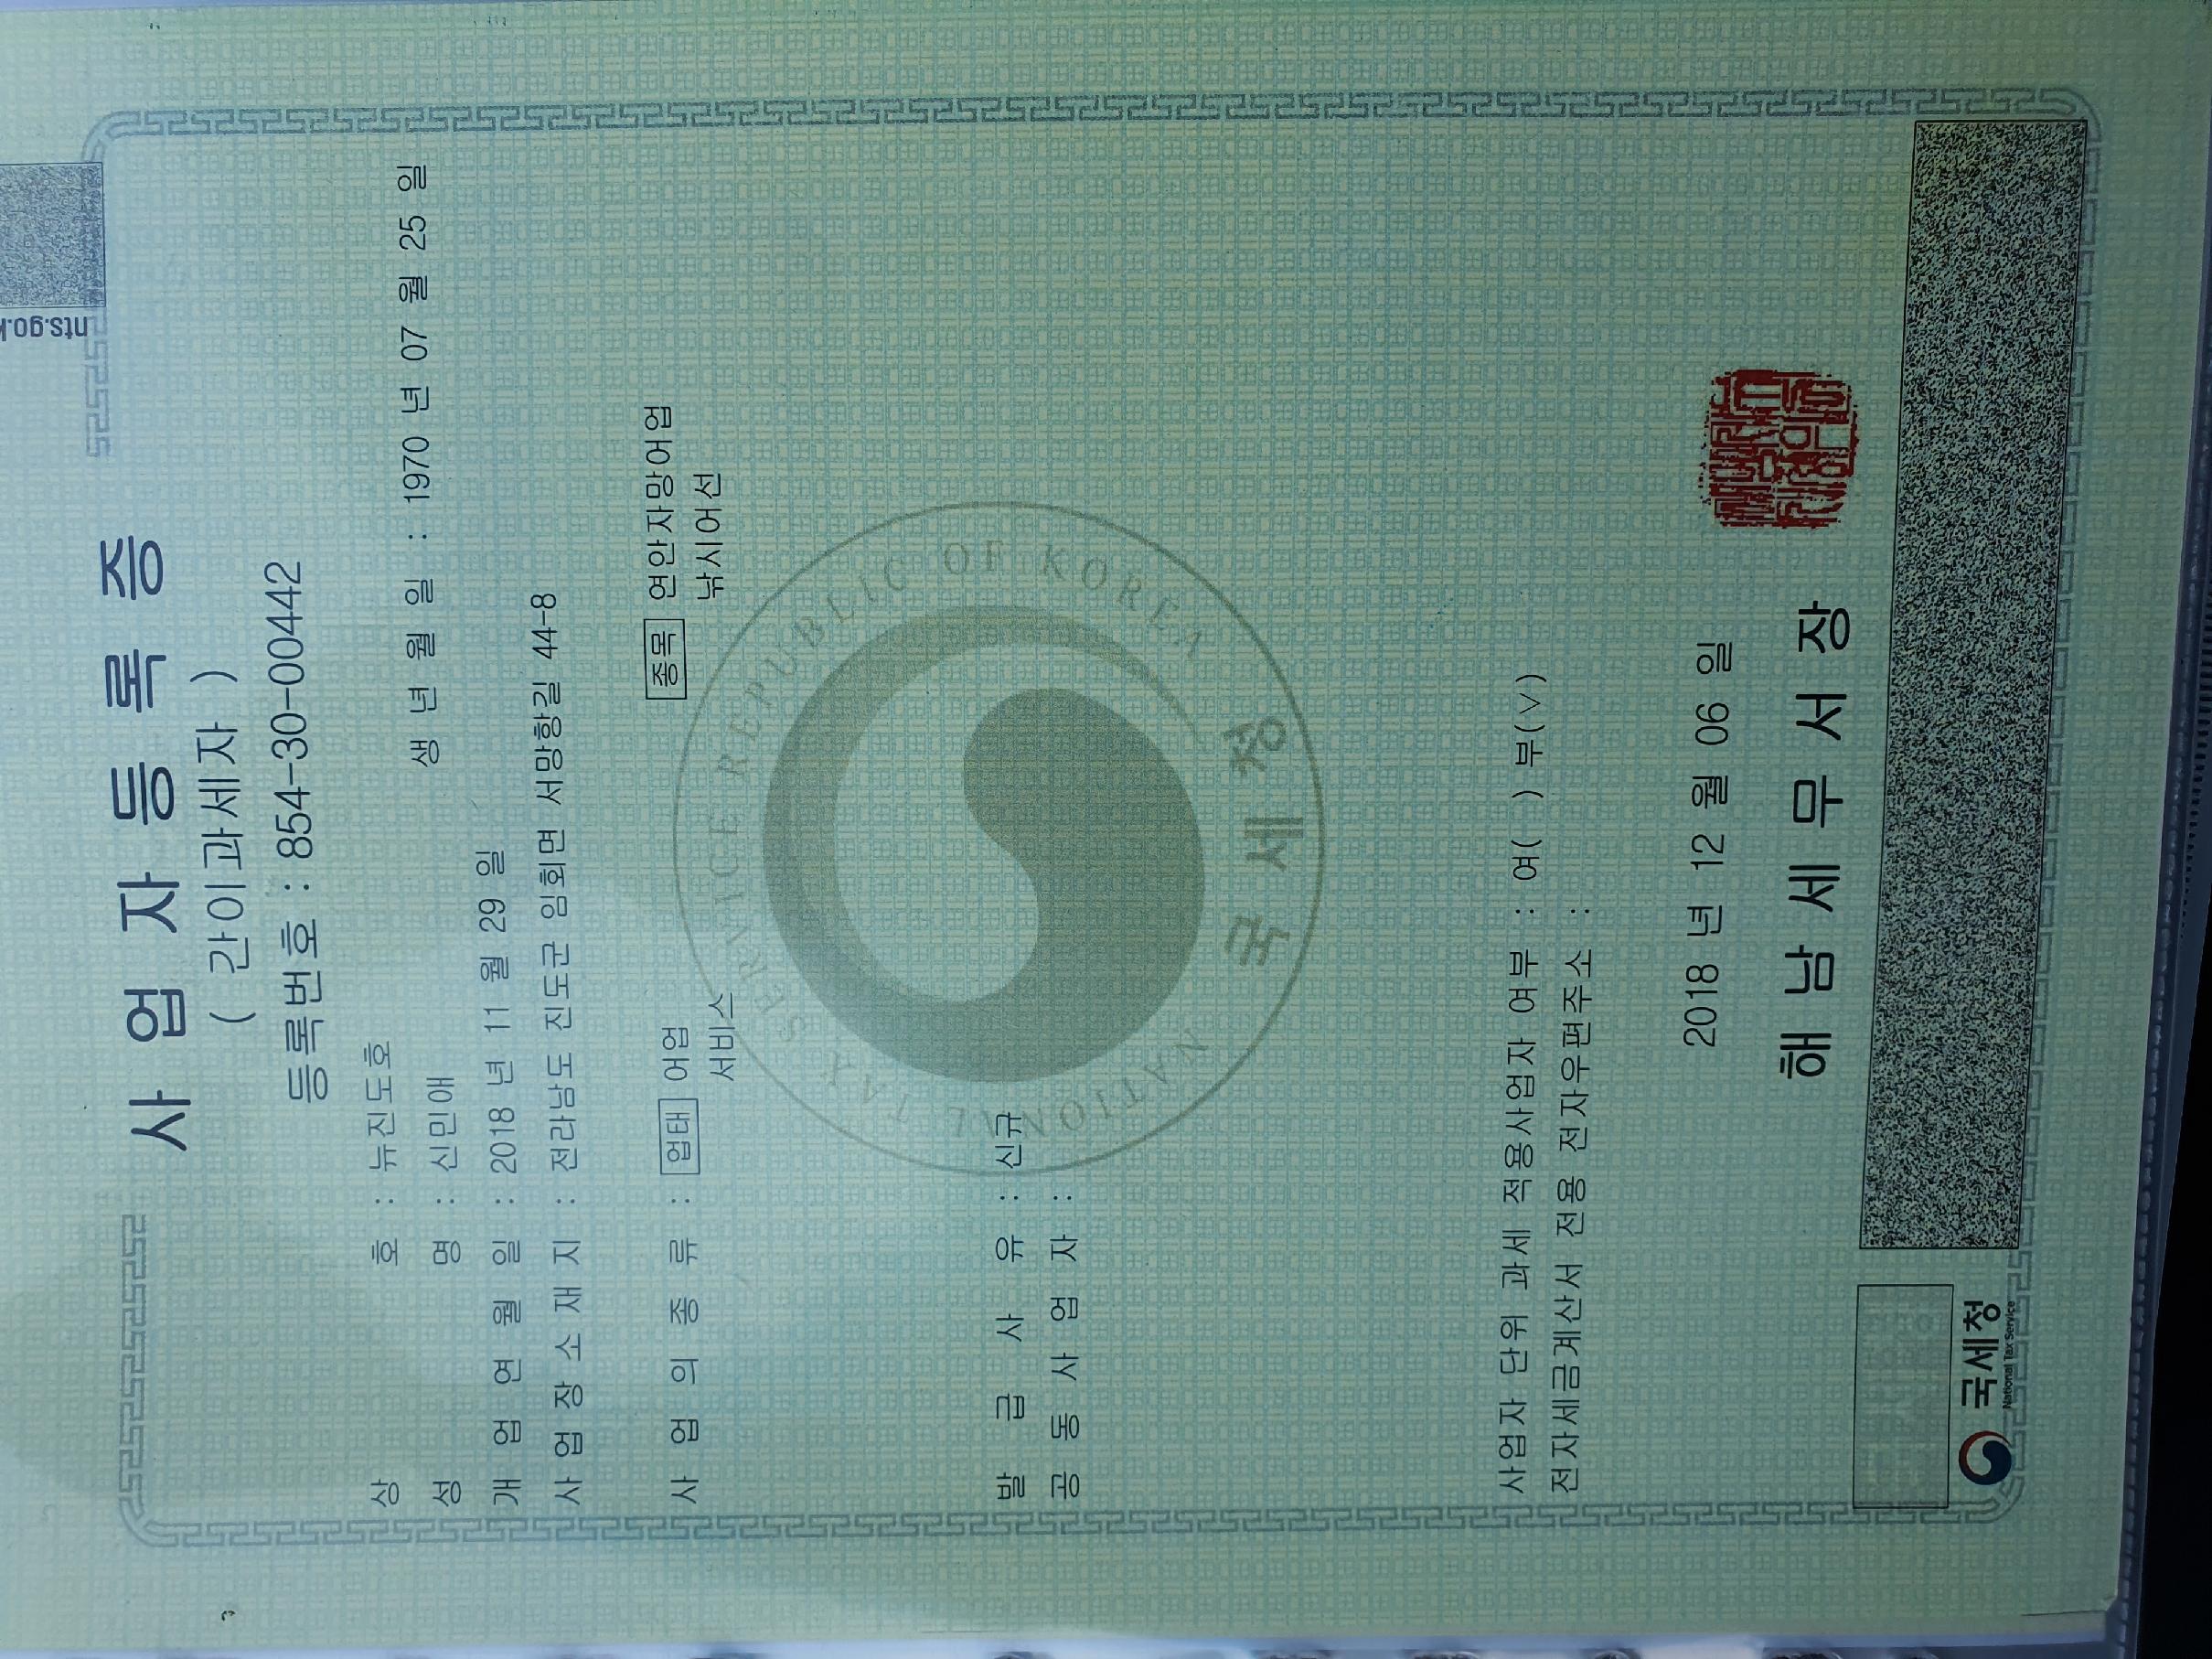 nts.go.k
사업자등록증
( 간이과세자 )
등록번호 : 854-30-00442
상 호 : 뉴진도호
성 명 : 신민애 생 년 월 일 : 1970 년 07 월 25 일
개 업 연 월 일 : 2018 년 11 월 29 일
사 업 장 소 재 지 : 전라남도 진도군 임회면 서망항길 44-8
사 업 의 종 류 : 업태 어업 종목 연안자망어업
서비스 낚시어선
발 급 사 유 : 신규
공 동 사 업 자 :
NATIONAL TAX SERVICE REPUBLIC OF KOREA
국세청
사업자 단위 과세 적용사업자 여부 : 여( ) 부(∨)
전자세금계산서 전용 전자우편주소 :
2018 년 12 월 06 일
해 남 세 무 서 장
국세청
National Tax Service